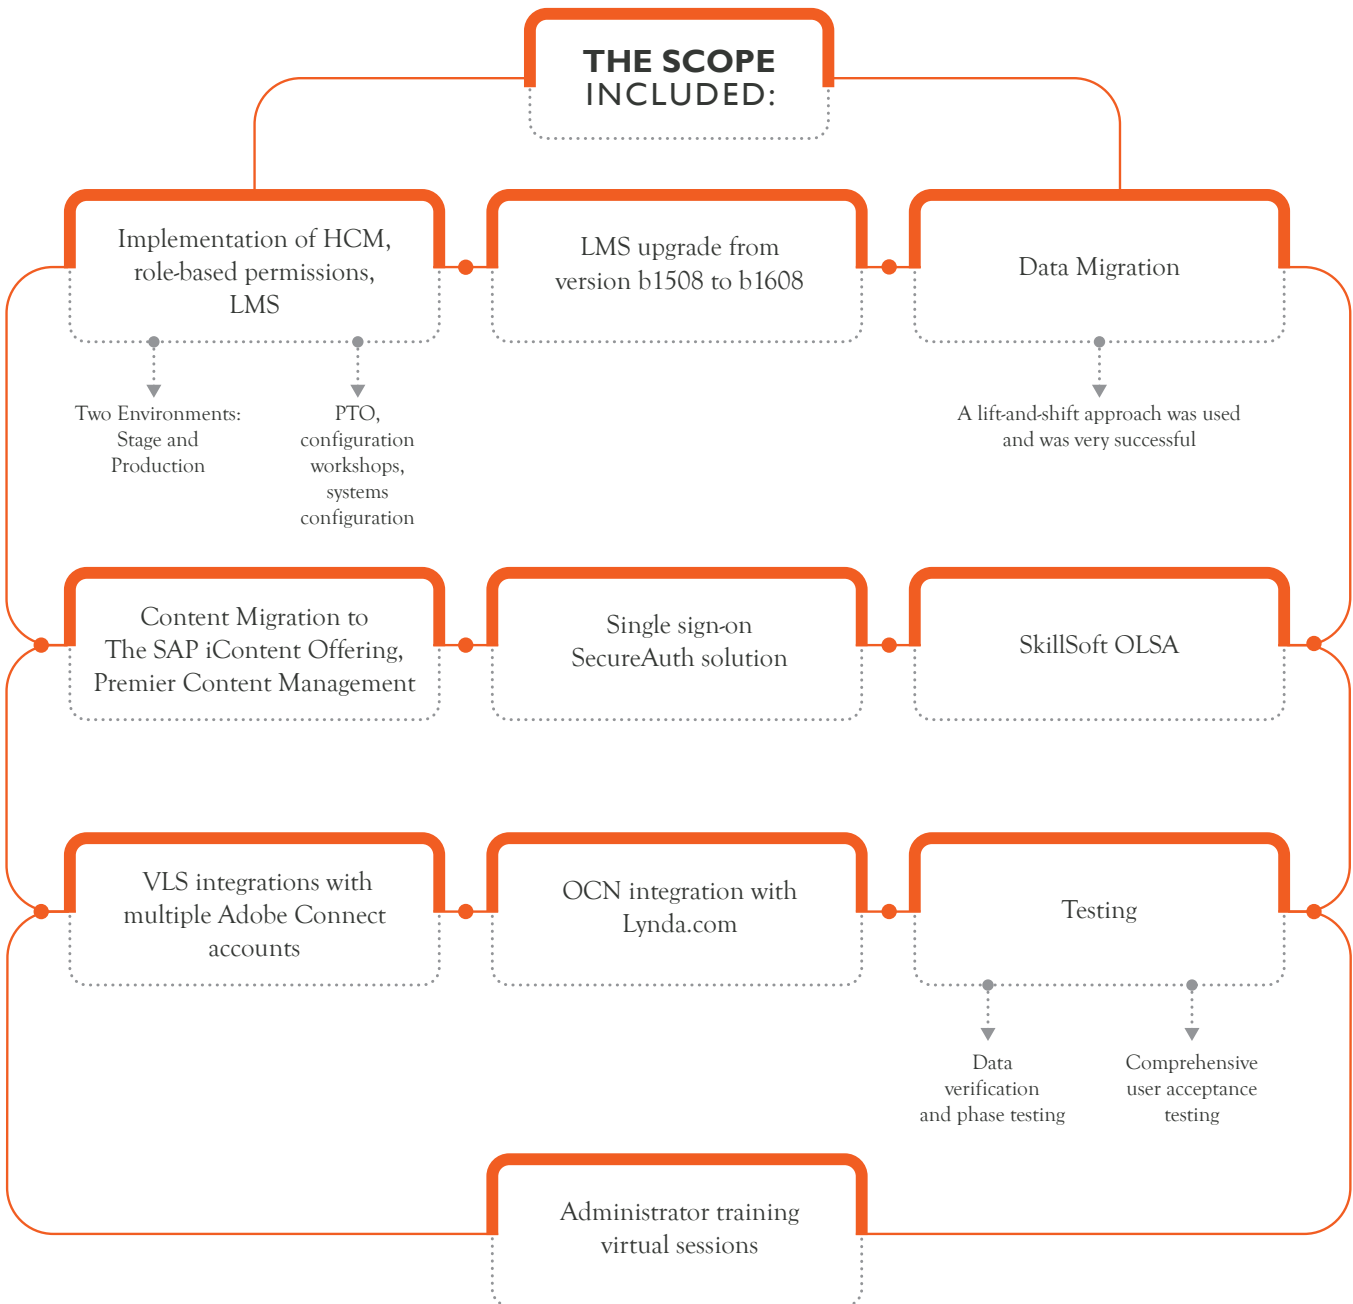 THE SCOPE
INCLUDED:
Implementation of HCM,
role-based permissions,
LMS
LMS upgrade from
version b1508 to b1608
Data Migration
Two Environments:
Stage and
Production
PTO,
configuration
workshops,
systems
configuration
A lift-and-shift approach was used
and was very successful
Content Migration to
The SAP iContent Offering,
Premier Content Management
Single sign-on
SecureAuth solution
SkillSoft OLSA
VLS integrations with
multiple Adobe Connect
accounts
OCN integration with
Lynda.com
Testing
Data
verification
and phase testing
Comprehensive
user acceptance
testing
Administrator training
virtual sessions